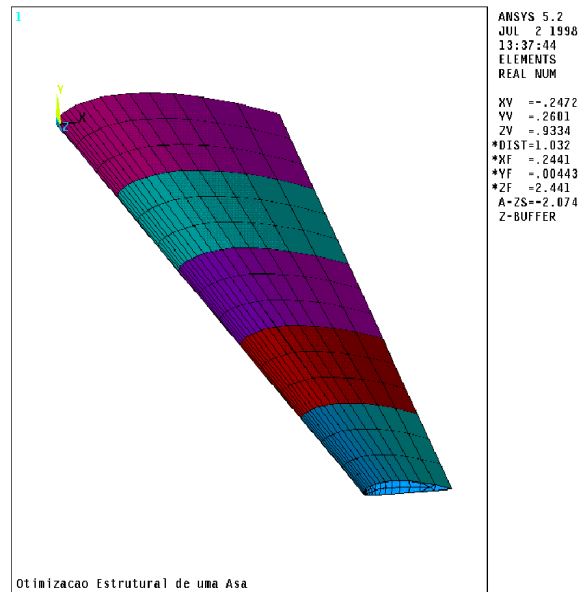 1
ANSYS 5.2
JUL 2 1998
13:37:44
ELEMENTS
REAL NUM
XV =-.2472
YV =.2601
ZV =.9334
*DIST=1.032
*XF =.2441
*YF =.00443
*ZF =2.441
A-ZS=-2.074
Z-BUFFER
Y
X
Z
Otimizacao Estrutural de uma Asa